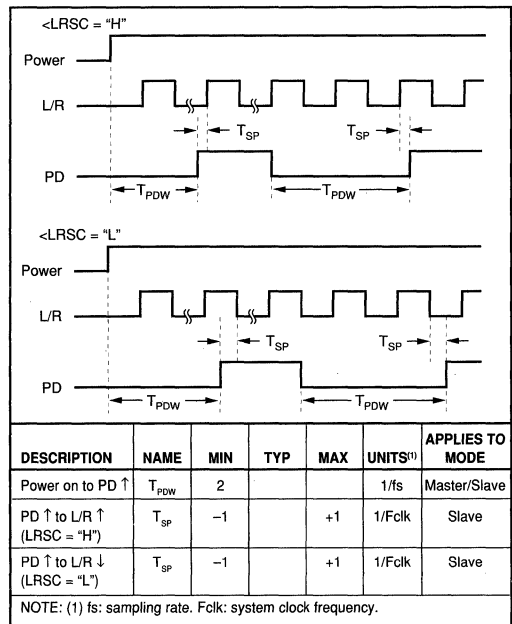 <LRSC = "H"
Power
L/R
T_SP T_SP
PD
T_PDW T_PDW
<LRSC = "L"
Power
L/R
T_SP T_SP
PD
T_PDW T_PDW
DESCRIPTION NAME MIN TYP MAX UNITS(1) APPLIES TO MODE
Power on to PD ↑ T_PDW 2 1/fs Master/Slave
PD ↑ to L/R ↑ (LRSC = "H") T_SP –1 +1 1/Fclk Slave
PD ↑ to L/R ↓ (LRSC = "L") T_SP –1 +1 1/Fclk Slave
NOTE: (1) fs: sampling rate. Fclk: system clock frequency.